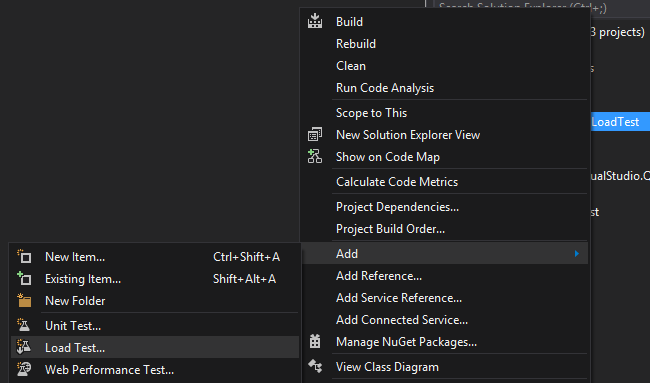 Search Solution Explorer (Ctrl+;)
Build
3 projects)
Rebuild
Clean
s
Run Code Analysis
Scope to This
LoadTest
New Solution Explorer View
Show on Code Map
Calculate Code Metrics
ualStudio.Q
Project Dependencies...
st
Project Build Order...
Add
Add Reference...
Add Service Reference...
Add Connected Service...
Manage NuGet Packages...
View Class Diagram
New Item... Ctrl+Shift+A
Existing Item... Shift+Alt+A
New Folder
Unit Test...
Load Test...
Web Performance Test...